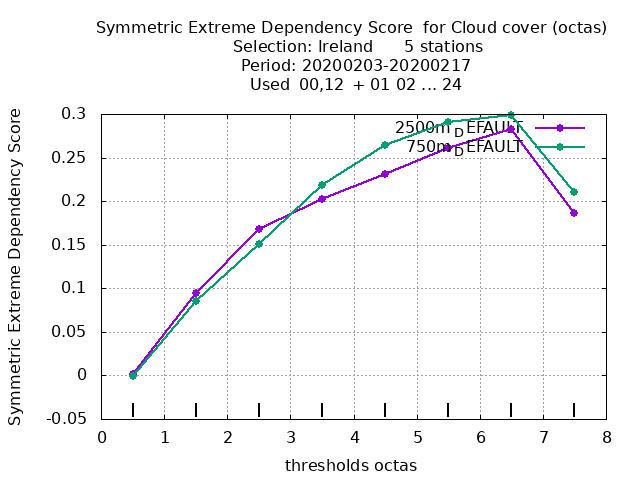 Symmetric Extreme Dependency Score  for Cloud cover (octas)
Selection: Ireland      5 stations
Period: 20200203-20200217
Used  00,12  + 01 02 ... 24
Symmetric Extreme Dependency Score
0.3
0.25
0.2
0.15
0.1
0.05
0
-0.05
2500m_DEFAULT
750m_DEFAULT
0 1 2 3 4 5 6 7 8
thresholds octas